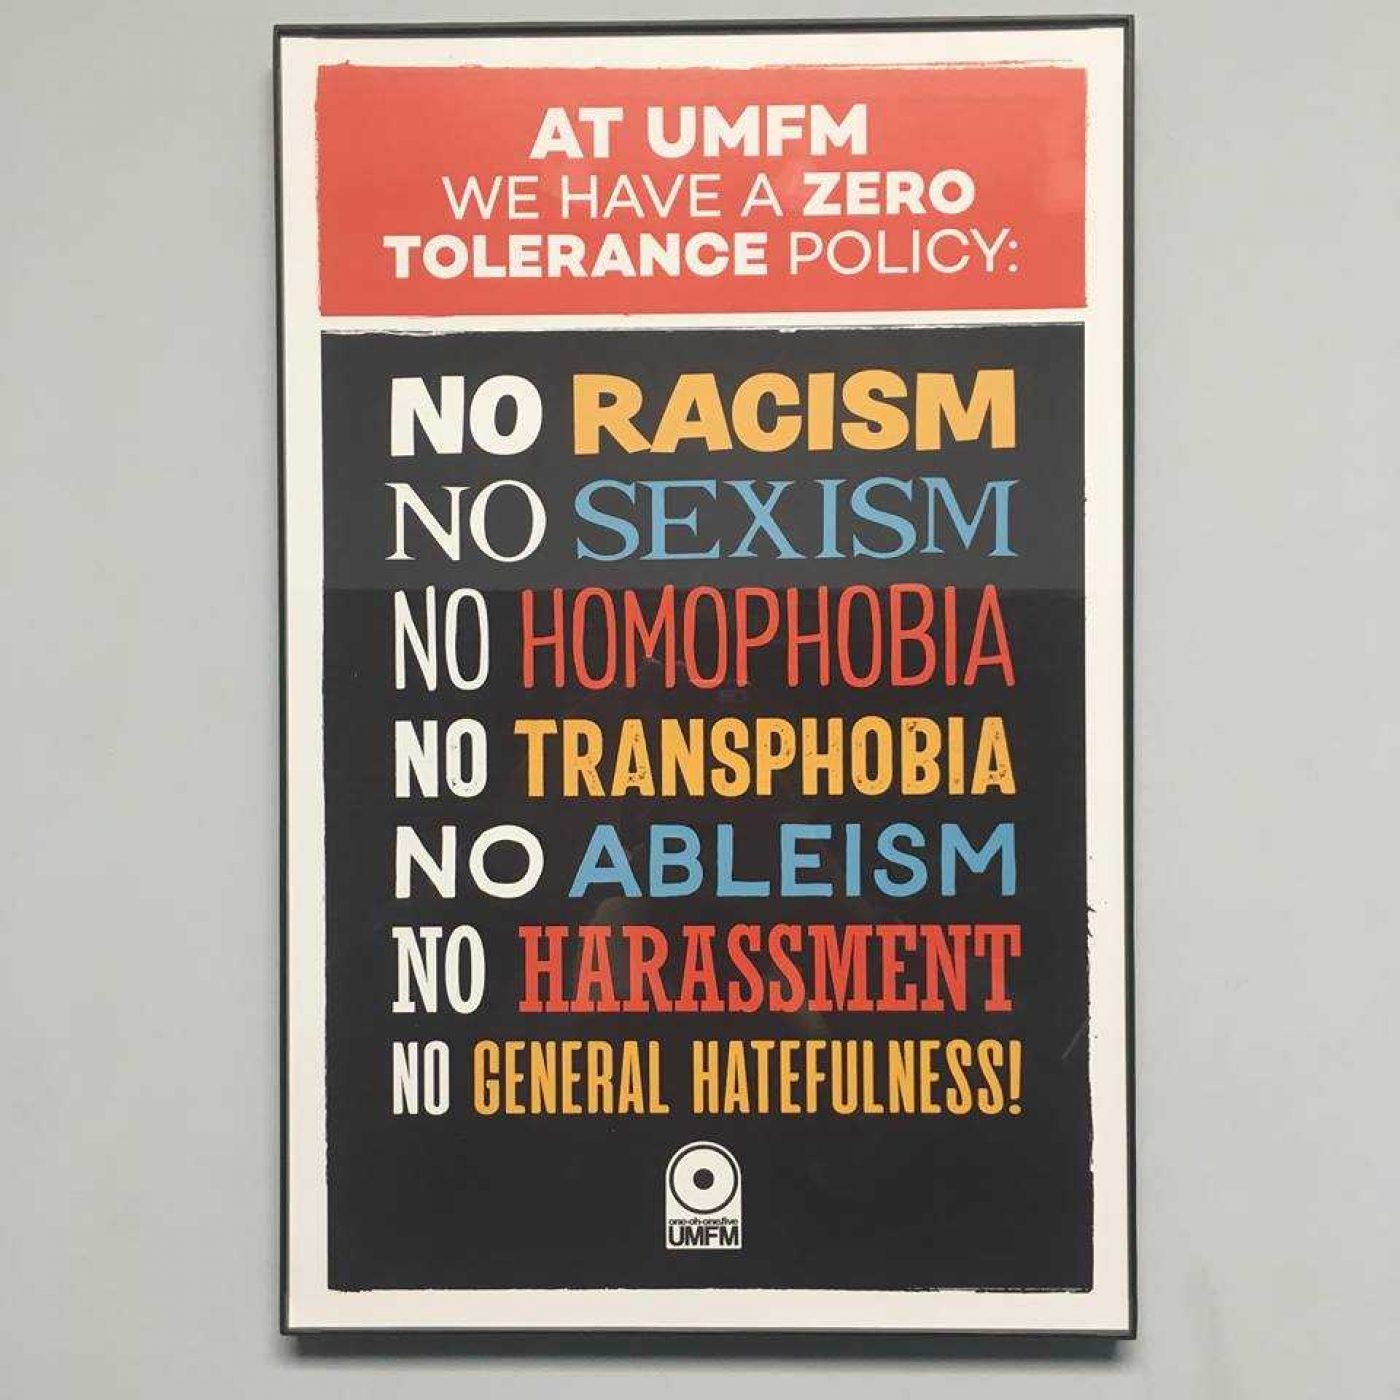 AT UMFM
WE HAVE A ZERO
TOLERANCE POLICY:
NO RACISM
NO SEXISM
NO HOMOPHOBIA
NO TRANSPHOBIA
NO ABLEISM
NO HARASSMENT
NO GENERAL HATEFULNESS!
one-oh-one.five
UMFM